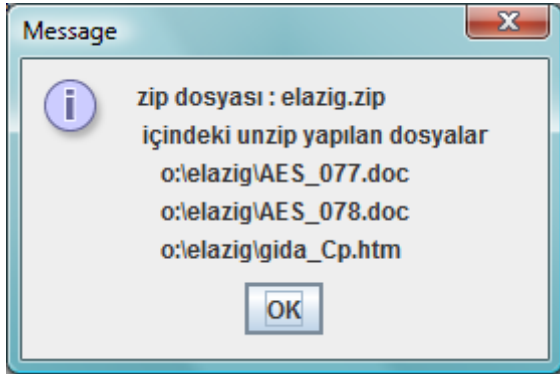 Message
zip dosyası : elazig.zip
içindeki unzip yapılan dosyalar
o:\elazig\AES_077.doc
o:\elazig\AES_078.doc
o:\elazig\gida_Cp.htm
OK